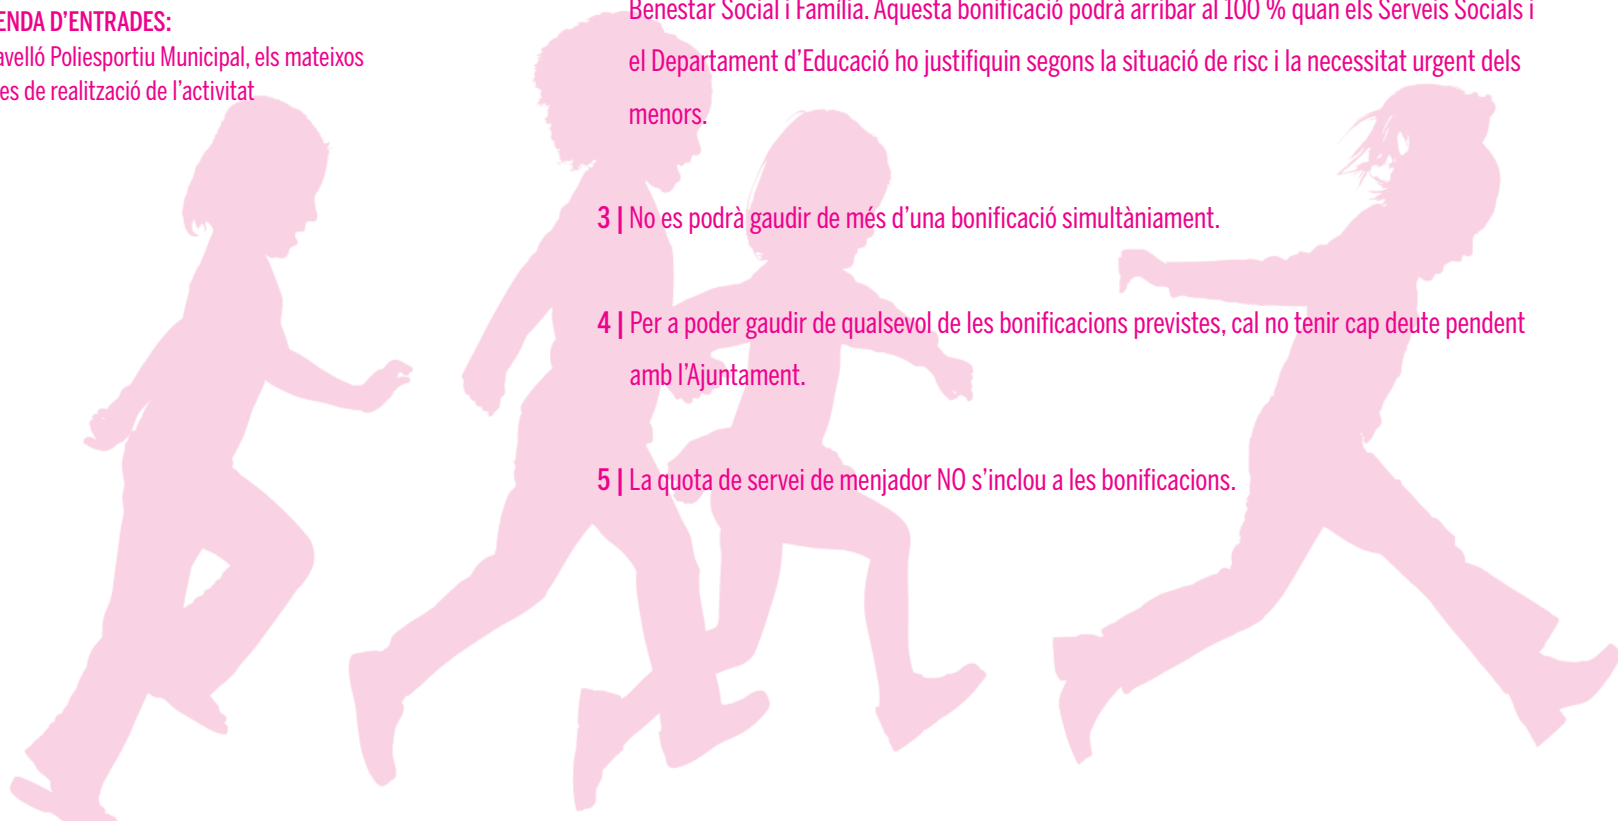 ENDA D'ENTRADES:
avelló Poliesportiu Municipal, els mateixos
es de realització de l'activitat
Benestar Social i Família. Aquesta bonificació podrà arribar al 100 % quan els Serveis Socials i
el Departament d'Educació ho justifiquin segons la situació de risc i la necessitat urgent dels
menors.
3 | No es podrà gaudir de més d'una bonificació simultàniament.
4 | Per a poder gaudir de qualsevol de les bonificacions previstes, cal no tenir cap deute pendent
amb l'Ajuntament.
5 | La quota de servei de menjador NO s'inclou a les bonificacions.